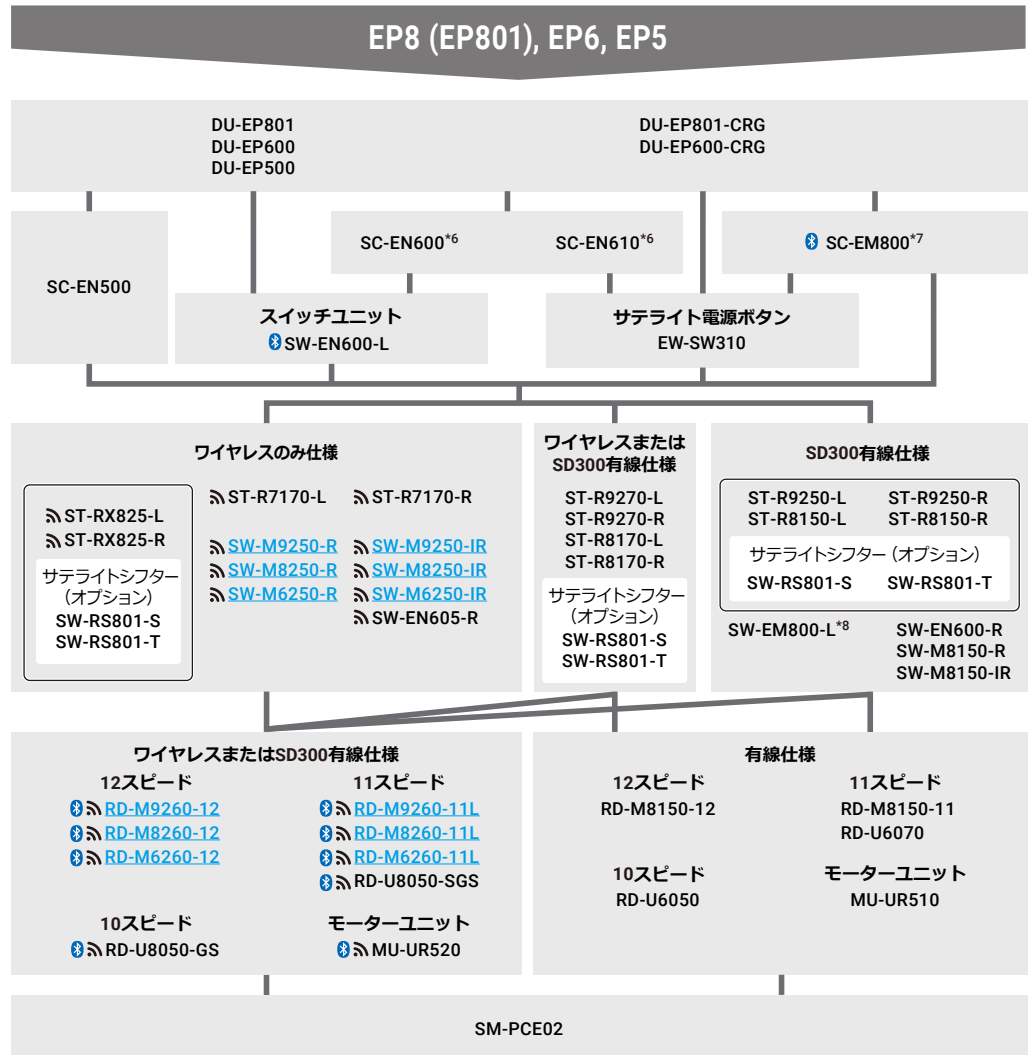 EP8 (EP801), EP6, EP5
DU-EP801
DU-EP600
DU-EP500
DU-EP801-CRG
DU-EP600-CRG
SC-EN500
SC-EN600*6
SC-EN610*6
SC-EM800*7
スイッチユニット
SW-EN600-L
サテライト電源ボタン
EW-SW310
ワイヤレスのみ仕様
ST-RX825-L
ST-RX825-R
サテライトシフター
(オプション)
SW-RS801-S
SW-RS801-T
ST-R7170-L ST-R7170-R
SW-M9250-R SW-M9250-IR
SW-M8250-R SW-M8250-IR
SW-M6250-R SW-M6250-IR
SW-EN605-R
ワイヤレスまたは
SD300有線仕様
ST-R9270-L
ST-R9270-R
ST-R8170-L
ST-R8170-R
サテライトシフター
(オプション)
SW-RS801-S
SW-RS801-T
SD300有線仕様
ST-R9250-L ST-R9250-R
ST-R8150-L ST-R8150-R
サテライトシフター (オプション)
SW-RS801-S SW-RS801-T
SW-EM800-L*8
SW-EN600-R
SW-M8150-R
SW-M8150-IR
ワイヤレスまたはSD300有線仕様
12スピード
RD-M9260-12
RD-M8260-12
RD-M6260-12
11スピード
RD-M9260-11L
RD-M8260-11L
RD-M6260-11L
RD-U8050-SGS
10スピード
RD-U8050-GS
モーターユニット
MU-UR520
有線仕様
12スピード
RD-M8150-12
11スピード
RD-M8150-11
RD-U6070
10スピード
RD-U6050
モーターユニット
MU-UR510
SM-PCE02